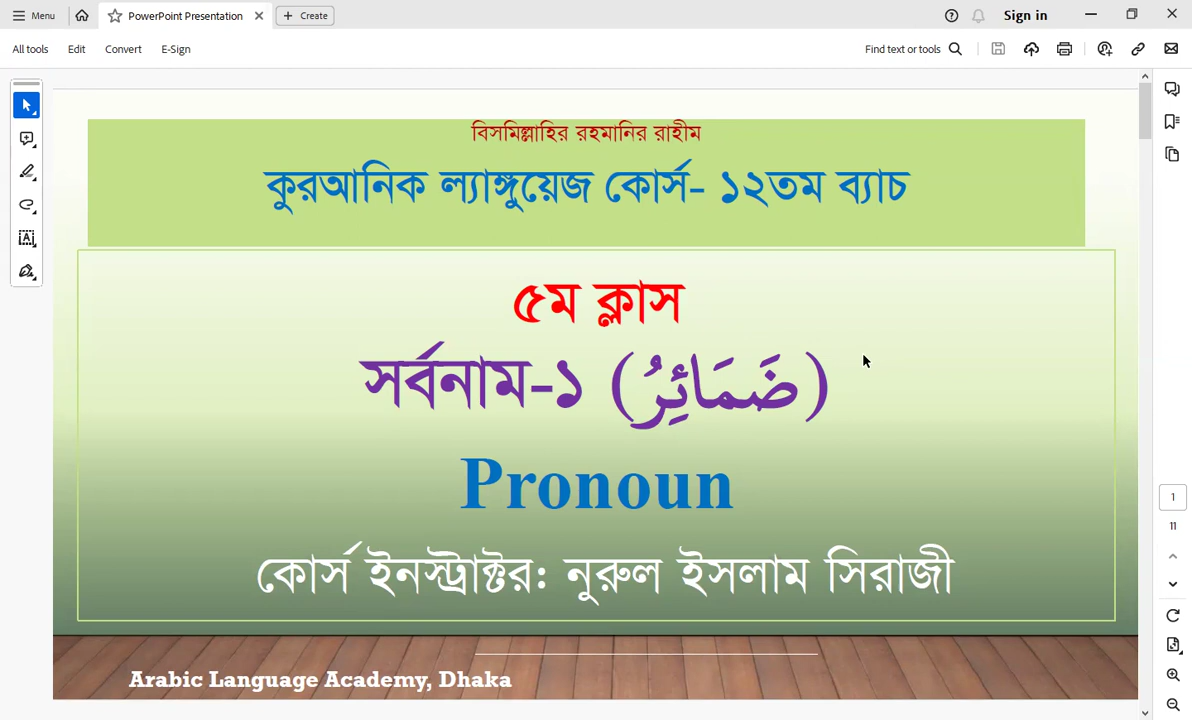 Menu
PowerPoint Presentation
Create
Sign in
All tools
Edit
Convert
E-Sign
Find text or tools
বিসমিল্লাহির রহমানির রাহীম
কুরআনিক ল্যাঙ্গুয়েজ কোর্স- ১২তম ব্যাচ
৫ম ক্লাস
সর্বনাম-১ (ضَمَائِرُ)
Pronoun
কোর্স ইনস্ট্রাক্টর: নুরুল ইসলাম সিরাজী
Arabic Language Academy, Dhaka
1
11